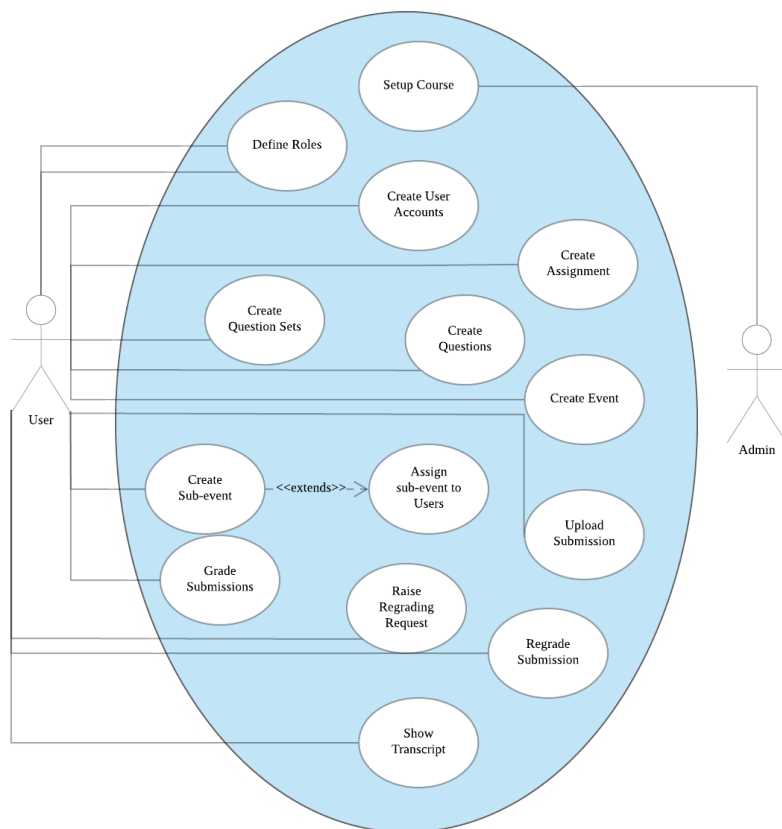 Setup Course
Define Roles
Create User
Accounts
Create
Assignment
Create
Question Sets
Create
Questions
Create Event
User
Admin
Create
Sub-event
<<extends>>
Assign
sub-event to
Users
Upload
Submission
Grade
Submissions
Raise
Regrading
Request
Regrade
Submission
Show
Transcript